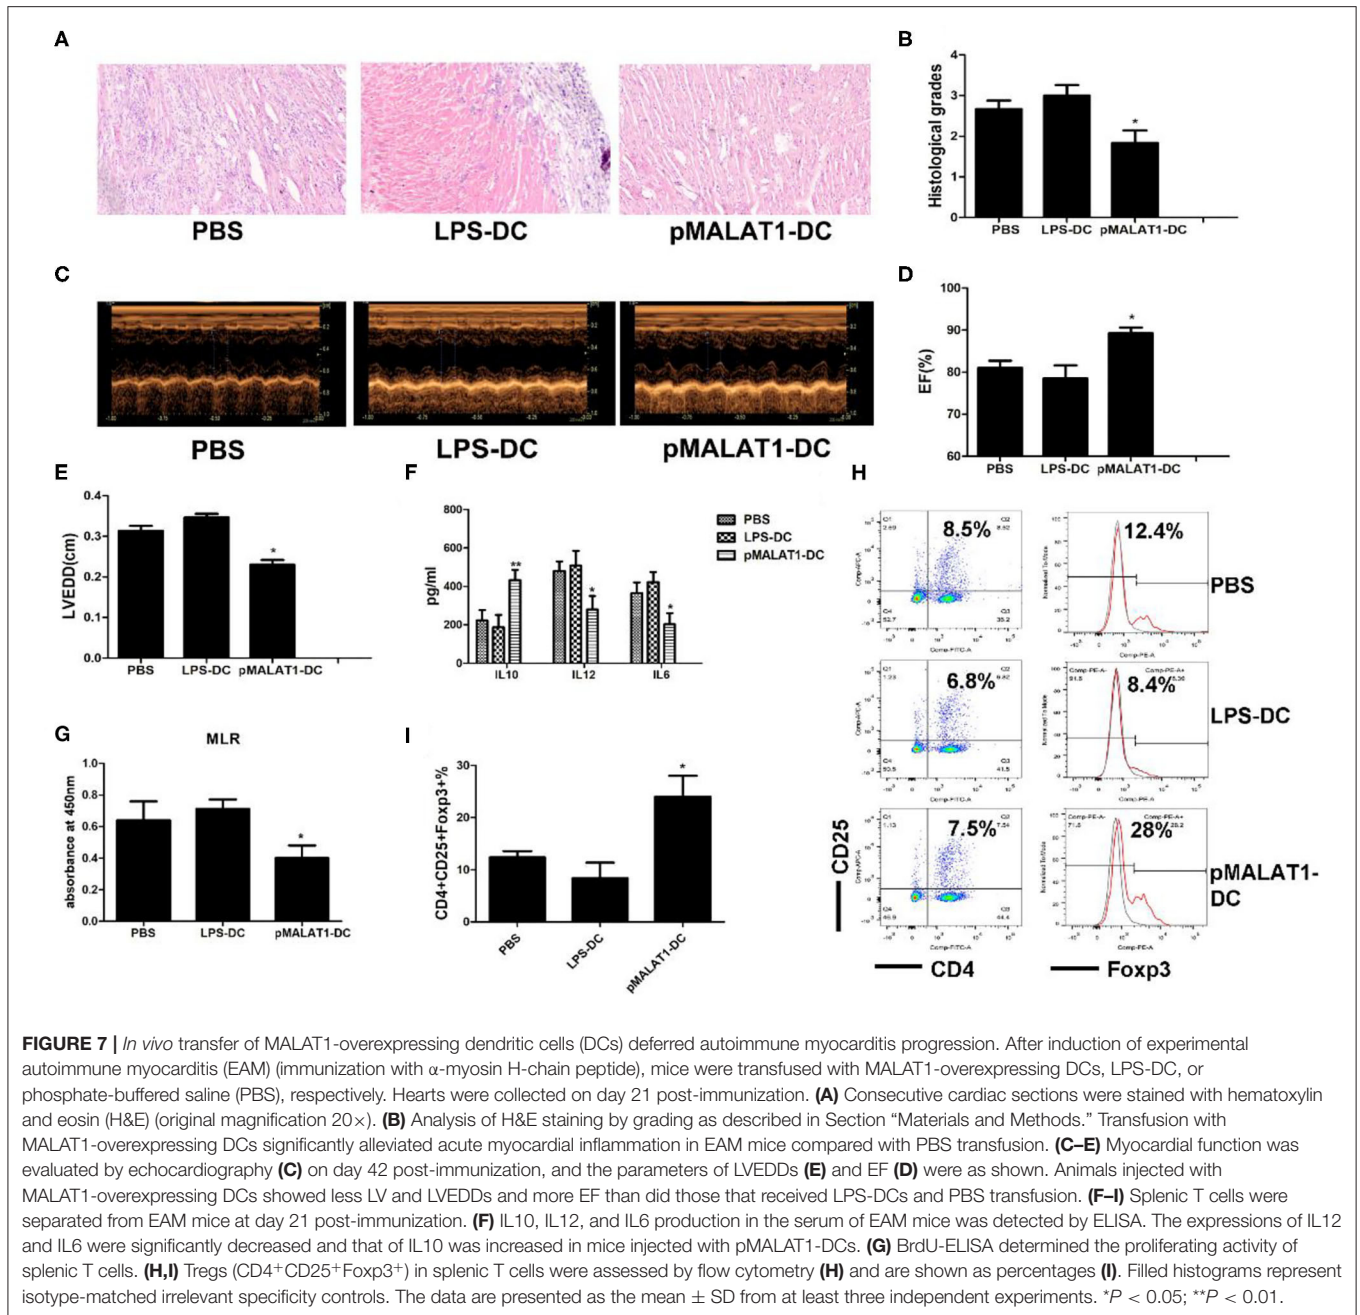 A
B
PBS
LPS-DC
pMALAT1-DC
Histological grades
4
3
2
1
0
*
PBS LPS-DC pMALAT1-DC
C
D
PBS
LPS-DC
pMALAT1-DC
EF(%)
100
90
80
70
60
*
PBS LPS-DC pMALAT1-DC
E
LVEDD(cm)
0.4
0.3
0.2
0.1
0.0
*
PBS LPS-DC pMALAT1-DC
F
pg/ml
800
600
400
200
0
** * *
IL10 IL12 IL6
PBS
LPS-DC
pMALAT1-DC
G
MLR
absorbance at 450nm
1.0
0.8
0.6
0.4
0.2
0.0
*
PBS LPS-DC pMALAT1-DC
I
CD4+CD25+Foxp3+%
30
20
10
0
*
PBS LPS-DC pMALAT1-DC
H
8.5% 12.4%
PBS
6.8% 8.4%
LPS-DC
7.5% 28%
pMALAT1-
DC
CD25
CD4 Foxp3
FIGURE 7 | In vivo transfer of MALAT1-overexpressing dendritic cells (DCs) deferred autoimmune myocarditis progression. After induction of experimental
autoimmune myocarditis (EAM) (immunization with α-myosin H-chain peptide), mice were transfused with MALAT1-overexpressing DCs, LPS-DC, or
phosphate-buffered saline (PBS), respectively. Hearts were collected on day 21 post-immunization. (A) Consecutive cardiac sections were stained with hematoxylin
and eosin (H&E) (original magnification 20×). (B) Analysis of H&E staining by grading as described in Section “Materials and Methods.” Transfusion with
MALAT1-overexpressing DCs significantly alleviated acute myocardial inflammation in EAM mice compared with PBS transfusion. (C–E) Myocardial function was
evaluated by echocardiography (C) on day 42 post-immunization, and the parameters of LVEDDs (E) and EF (D) were as shown. Animals injected with
MALAT1-overexpressing DCs showed less LV and LVEDDs and more EF than did those that received LPS-DCs and PBS transfusion. (F–I) Splenic T cells were
separated from EAM mice at day 21 post-immunization. (F) IL10, IL12, and IL6 production in the serum of EAM mice was detected by ELISA. The expressions of IL12
and IL6 were significantly decreased and that of IL10 was increased in mice injected with pMALAT1-DCs. (G) BrdU-ELISA determined the proliferating activity of
splenic T cells. (H,I) Tregs (CD4+CD25+Foxp3+) in splenic T cells were assessed by flow cytometry (H) and are shown as percentages (I). Filled histograms represent
isotype-matched irrelevant specificity controls. The data are presented as the mean ± SD from at least three independent experiments. *P < 0.05; **P < 0.01.